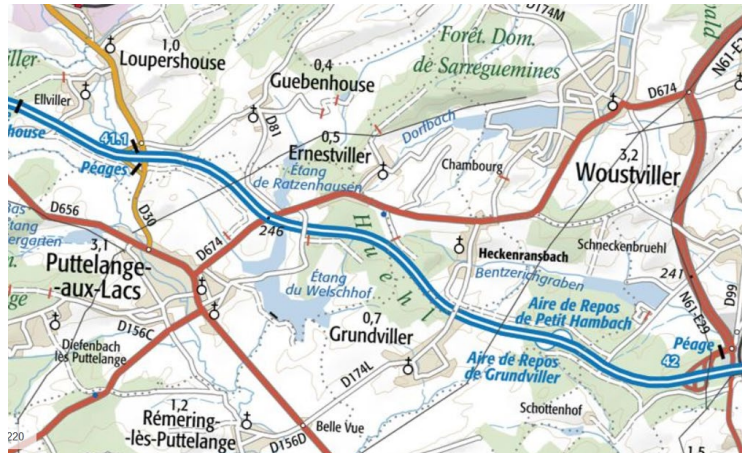 D174M
Forêt. Dom.
de Sarreguemines
1,0
Loupershouse
0,4
Guebenhouse
Ellviller
house
41.1
Péages
D81
0,5
Ernestviller
Étang
de Ratzenhausen
Dorfbach
Chambourg
D674
N61-E29
3,2
Woustviller
D656
D30
3,1
Puttelange-
-aux-Lacs
D674
246
Huehl
Heckenransbach
Bentzerichgraben
Schneckenbruehl
241
N61-E29
D99
Étang
du Welschhof
0,7
Grundviller
Aire de Repos
de Petit Hambach
Aire de Repos
de Grundviller
Péage
42
D156C
Diefenbach
lès Puttelange
D174L
1,2
Rémering-
-lès-Puttelange
Belle Vue
D156D
Schottenhof
220
1,5